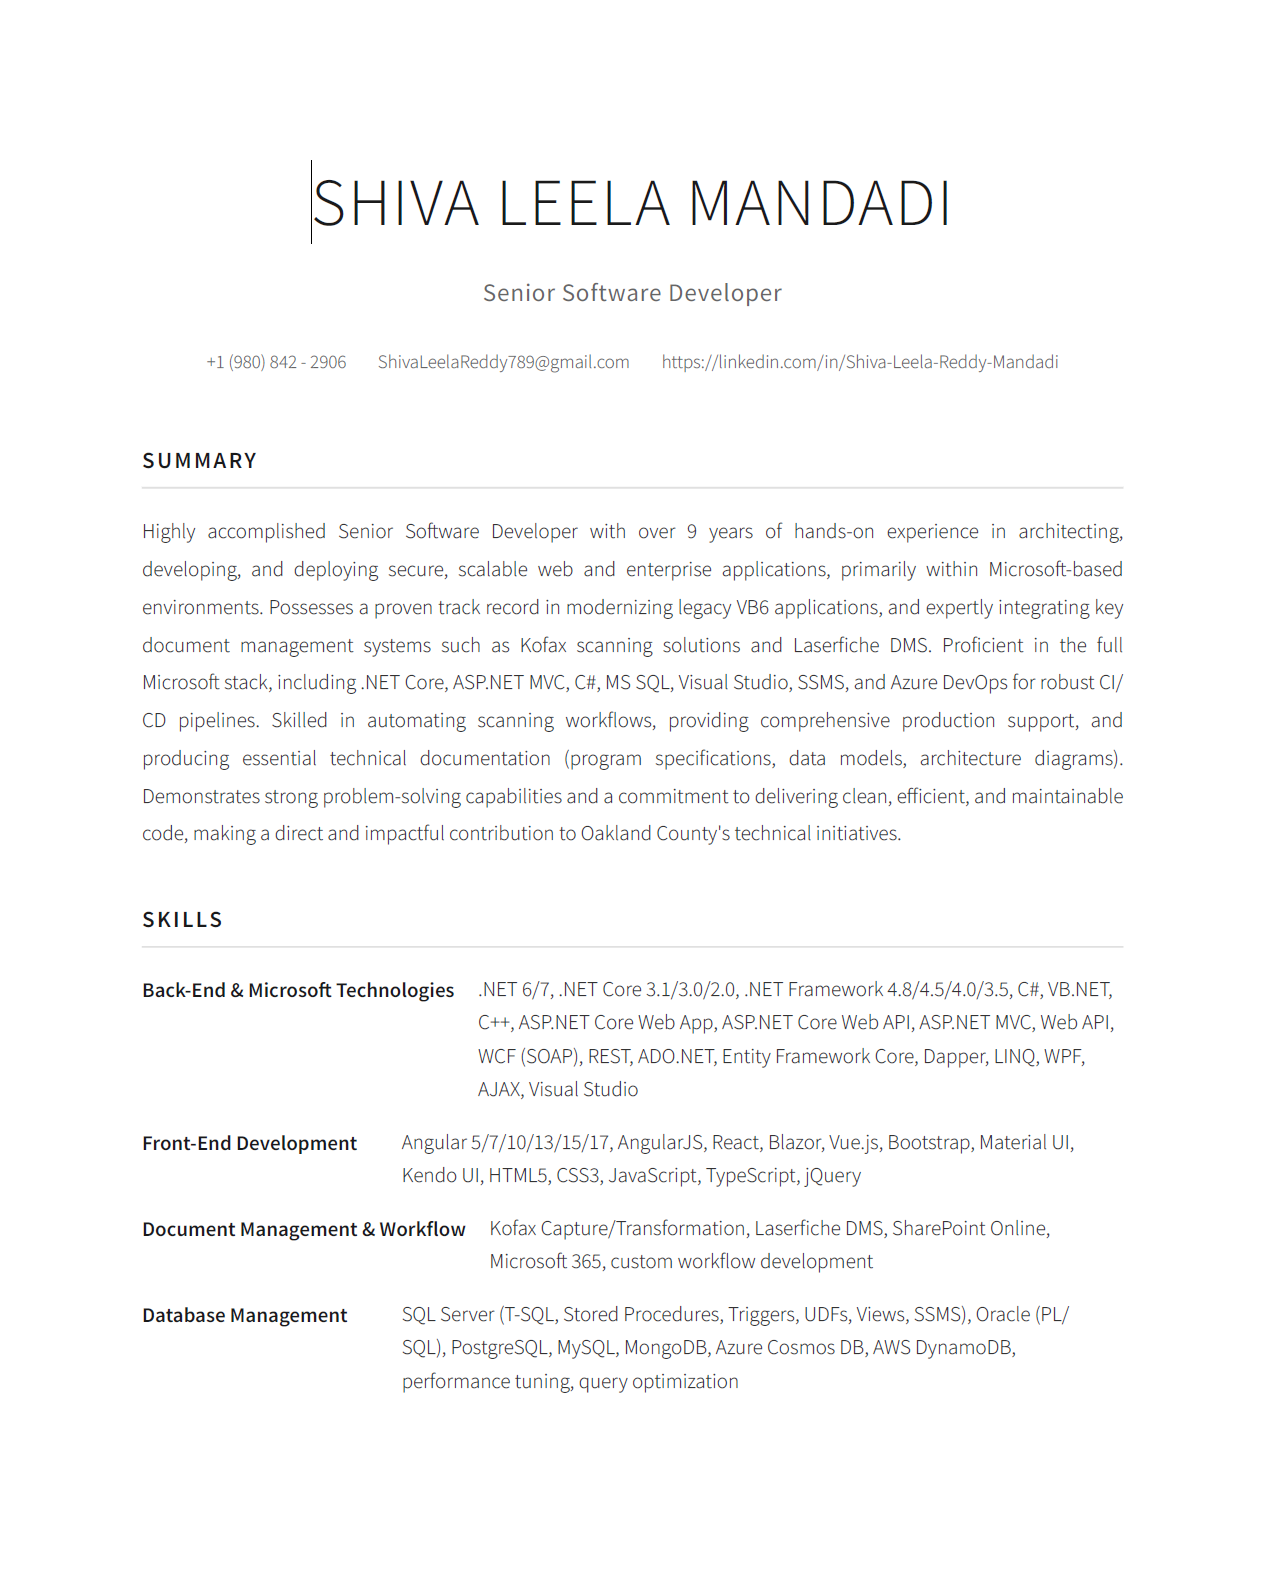 SHIVA LEELA MANDADI
Senior Software Developer
+1 (980) 842 - 2906 ShivaLeelaReddy789@gmail.com https://linkedin.com/in/Shiva-Leela-Reddy-Mandadi
SUMMARY
Highly accomplished Senior Software Developer with over 9 years of hands-on experience in architecting,
developing, and deploying secure, scalable web and enterprise applications, primarily within Microsoft-based
environments. Possesses a proven track record in modernizing legacy VB6 applications, and expertly integrating key
document management systems such as Kofax scanning solutions and Laserfiche DMS. Proficient in the full
Microsoft stack, including .NET Core, ASP.NET MVC, C#, MS SQL, Visual Studio, SSMS, and Azure DevOps for robust CI/
CD pipelines. Skilled in automating scanning workflows, providing comprehensive production support, and
producing essential technical documentation (program specifications, data models, architecture diagrams).
Demonstrates strong problem-solving capabilities and a commitment to delivering clean, efficient, and maintainable
code, making a direct and impactful contribution to Oakland County's technical initiatives.
SKILLS
Back-End & Microsoft Technologies .NET 6/7, .NET Core 3.1/3.0/2.0, .NET Framework 4.8/4.5/4.0/3.5, C#, VB.NET,
C++, ASP.NET Core Web App, ASP.NET Core Web API, ASP.NET MVC, Web API,
WCF (SOAP), REST, ADO.NET, Entity Framework Core, Dapper, LINQ, WPF,
AJAX, Visual Studio
Front-End Development Angular 5/7/10/13/15/17, AngularJS, React, Blazor, Vue.js, Bootstrap, Material UI,
Kendo UI, HTML5, CSS3, JavaScript, TypeScript, jQuery
Document Management & Workflow Kofax Capture/Transformation, Laserfiche DMS, SharePoint Online,
Microsoft 365, custom workflow development
Database Management SQL Server (T-SQL, Stored Procedures, Triggers, UDFs, Views, SSMS), Oracle (PL/
SQL), PostgreSQL, MySQL, MongoDB, Azure Cosmos DB, AWS DynamoDB,
performance tuning, query optimization